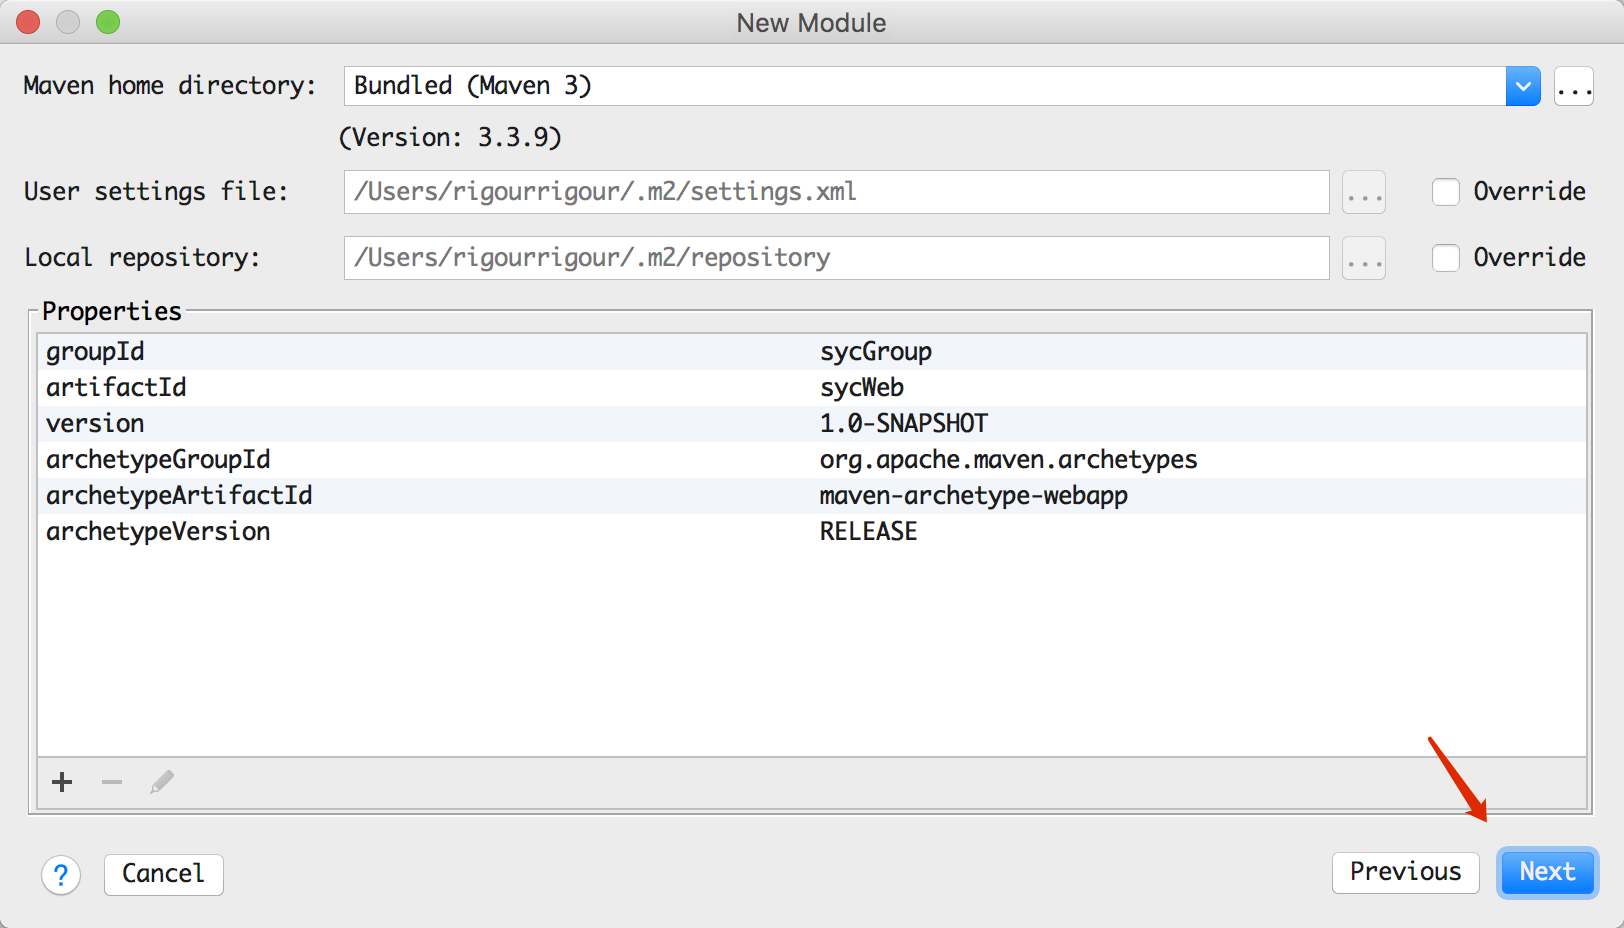 New Module
Maven home directory: Bundled (Maven 3) ...
(Version: 3.3.9)
User settings file: /Users/rigourrigour/.m2/settings.xml ... Override
Local repository: /Users/rigourrigour/.m2/repository ... Override
Properties
groupId sycGroup
artifactId sycWeb
version 1.0-SNAPSHOT
archetypeGroupId org.apache.maven.archetypes
archetypeArtifactId maven-archetype-webapp
archetypeVersion RELEASE
? Cancel Previous Next